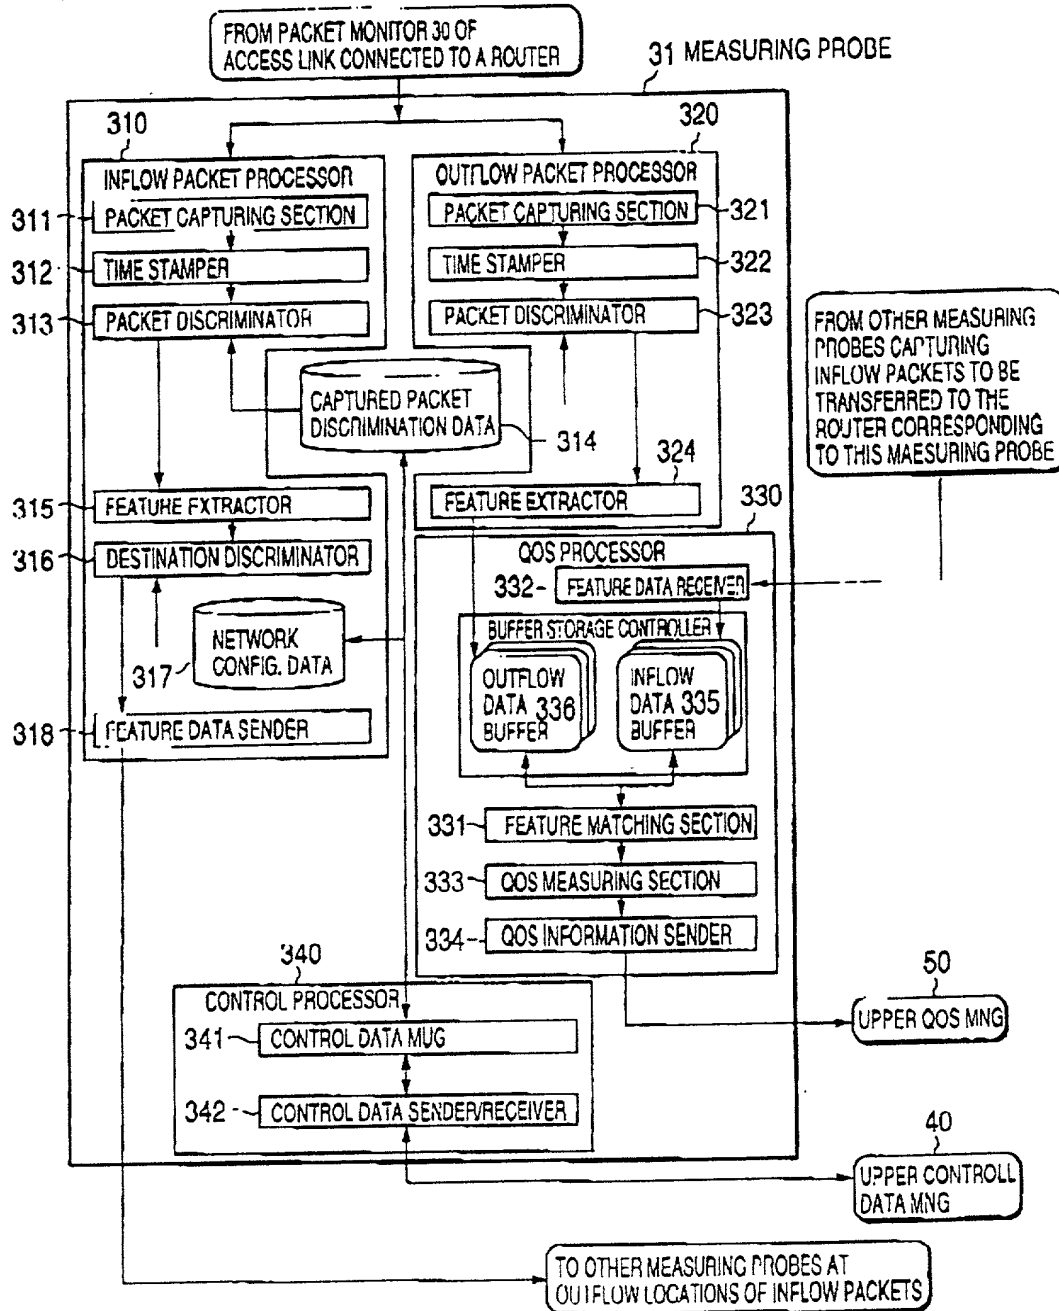 FROM PACKET MONITOR 30 OF
ACCESS LINK CONNECTED TO A ROUTER
31 MEASURING PROBE
310
INFLOW PACKET PROCESSOR
311
PACKET CAPTURING SECTION
312
TIME STAMPER
313
PACKET DISCRIMINATOR
320
OUTFLOW PACKET PROCESSOR
PACKET CAPTURING SECTION
321
TIME STAMPER
322
PACKET DISCRIMINATOR
323
CAPTURED PACKET
DISCRIMINATION DATA
314
FROM OTHER MEASURING
PROBES CAPTURING
INFLOW PACKETS TO BE
TRANSFERRED TO THE
ROUTER CORRESPONDING
TO THIS MAESURING PROBE
315
FEATURE EXTRACTOR
316
DESTINATION DISCRIMINATOR
317
NETWORK
CONFIG. DATA
318
FEATURE DATA SENDER
324
FEATURE EXTRACTOR
330
QOS PROCESSOR
332
FEATURE DATA RECEIVER
BUFFER STORAGE CONTROLLER
OUTFLOW
DATA 336
BUFFER
INFLOW
DATA 335
BUFFER
331
FEATURE MATCHING SECTION
333
QOS MEASURING SECTION
334
QOS INFORMATION SENDER
340
CONTROL PROCESSOR
341
CONTROL DATA MUG
342
CONTROL DATA SENDER/RECEIVER
50
UPPER QOS MNG
40
UPPER CONTROLL
DATA MNG
TO OTHER MEASURING PROBES AT
OUTFLOW LOCATIONS OF INFLOW PACKETS